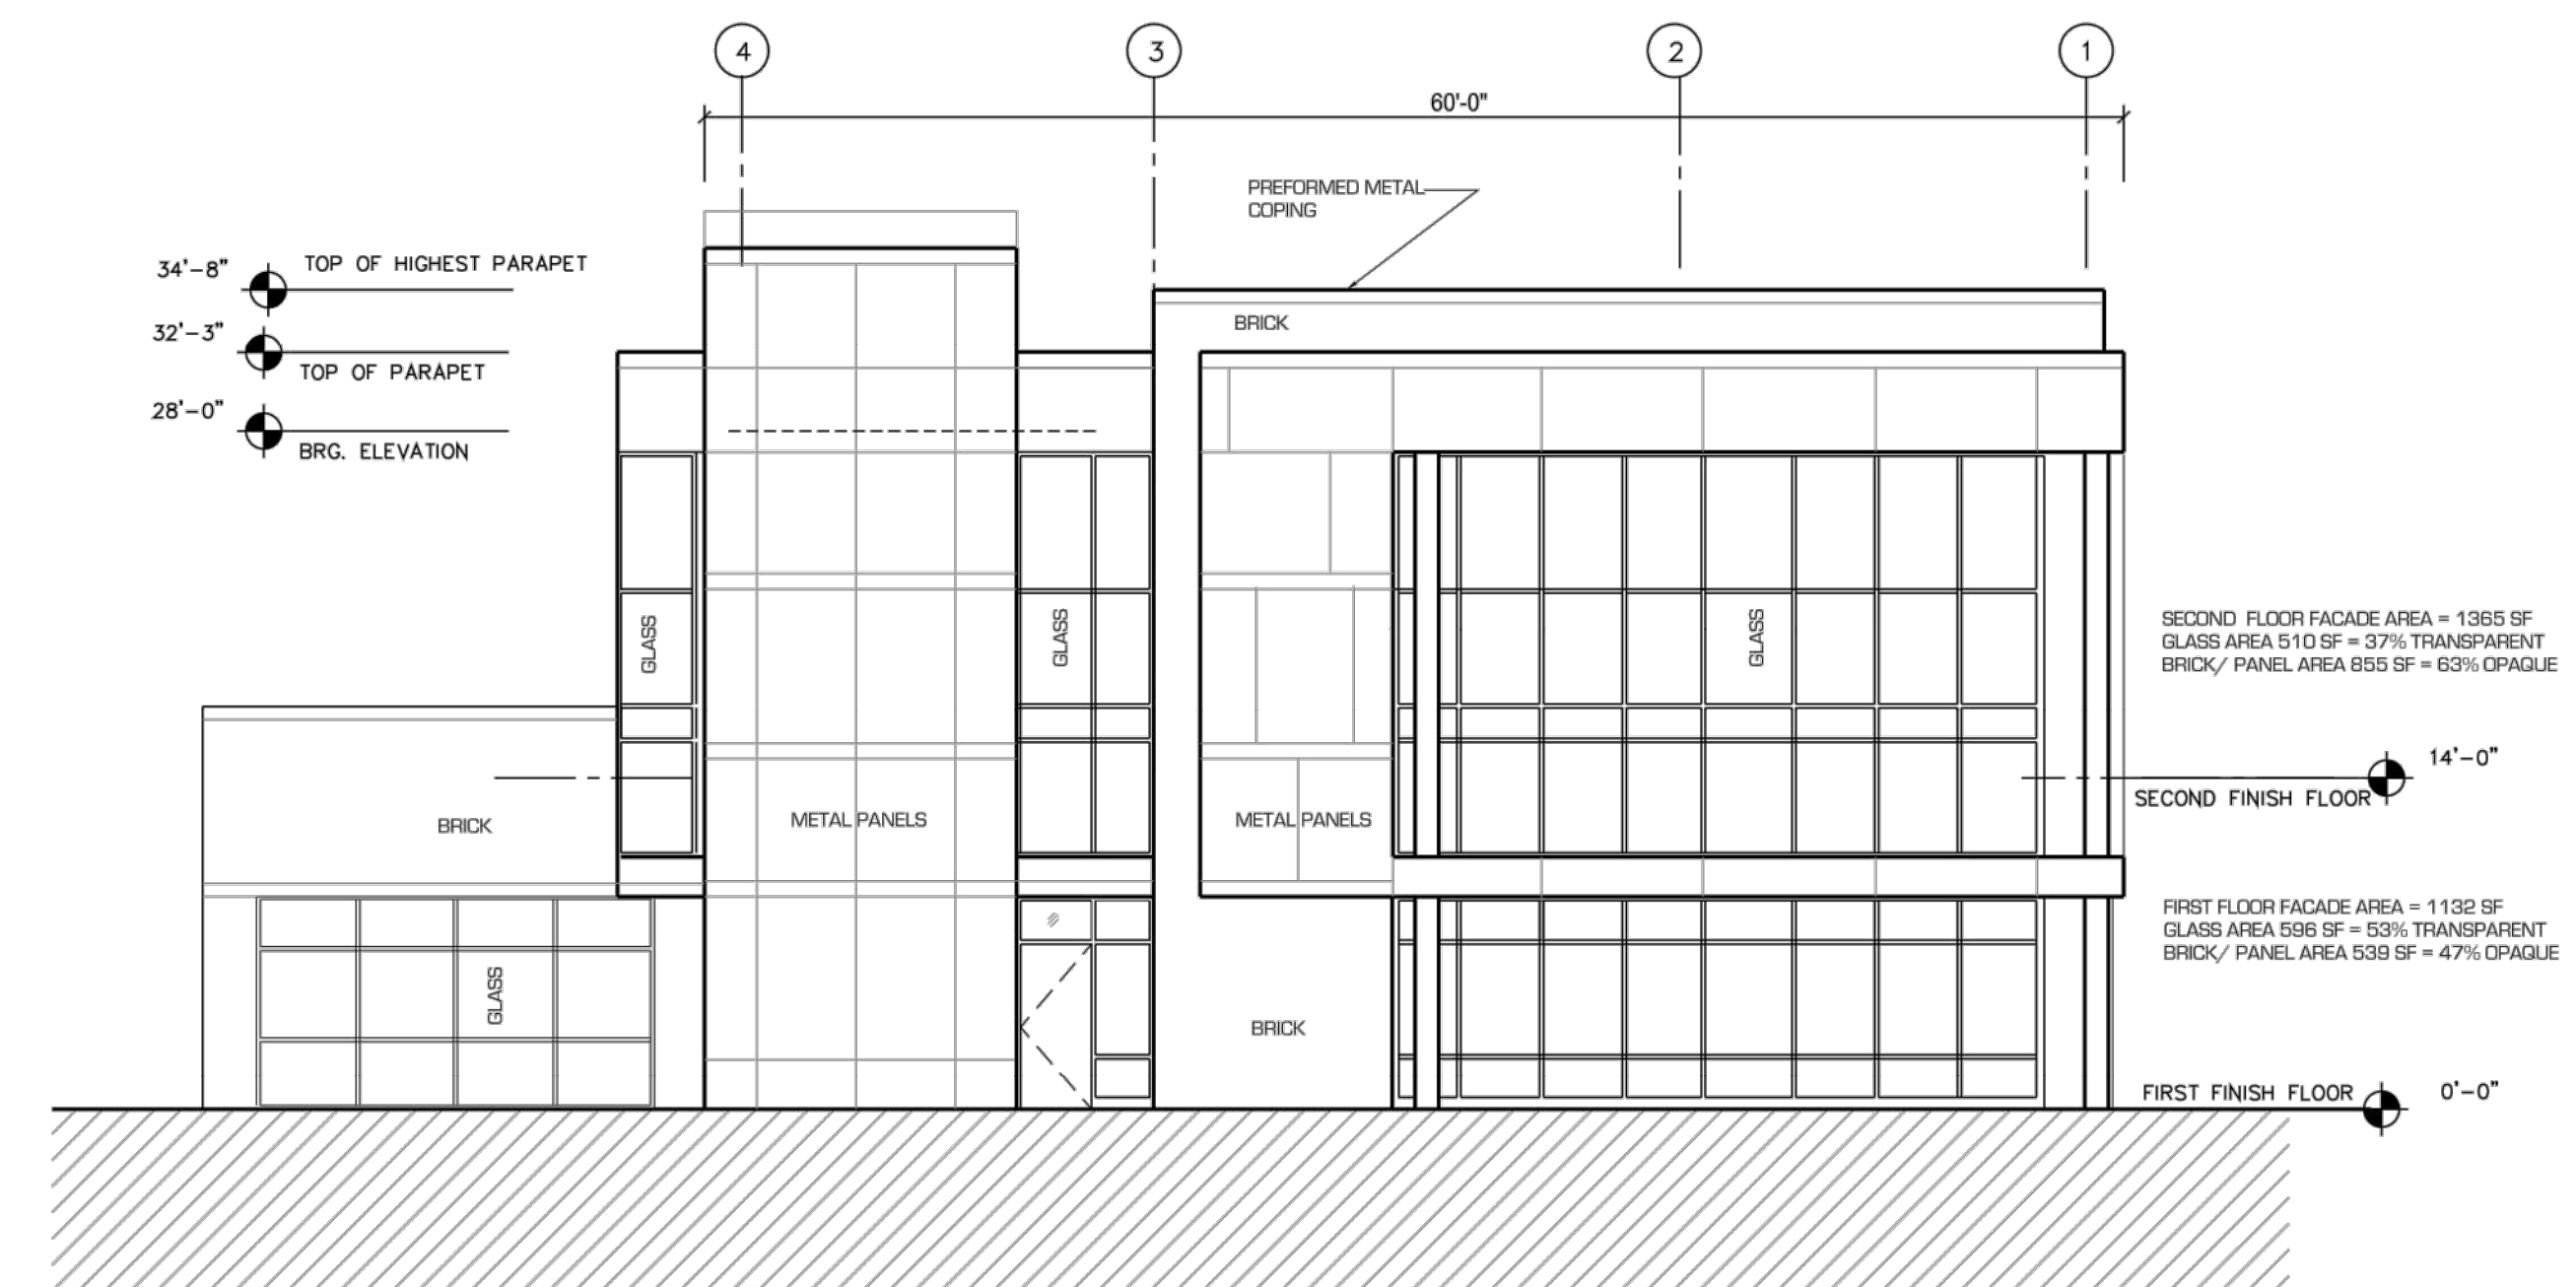 4
3
2
1
60'-0"
PREFORMED METAL
COPING
34'-8"
TOP OF HIGHEST PARAPET
32'-3"
TOP OF PARAPET
28'-0"
BRG. ELEVATION
BRICK
GLASS
GLASS
GLASS
SECOND FLOOR FACADE AREA = 1365 SF
GLASS AREA 510 SF = 37% TRANSPARENT
BRICK/ PANEL AREA 855 SF = 63% OPAQUE
14'-0"
SECOND FINISH FLOOR
BRICK
METAL PANELS
METAL PANELS
FIRST FLOOR FACADE AREA = 1132 SF
GLASS AREA 596 SF = 53% TRANSPARENT
BRICK/ PANEL AREA 539 SF = 47% OPAQUE
GLASS
BRICK
FIRST FINISH FLOOR
0'-0"